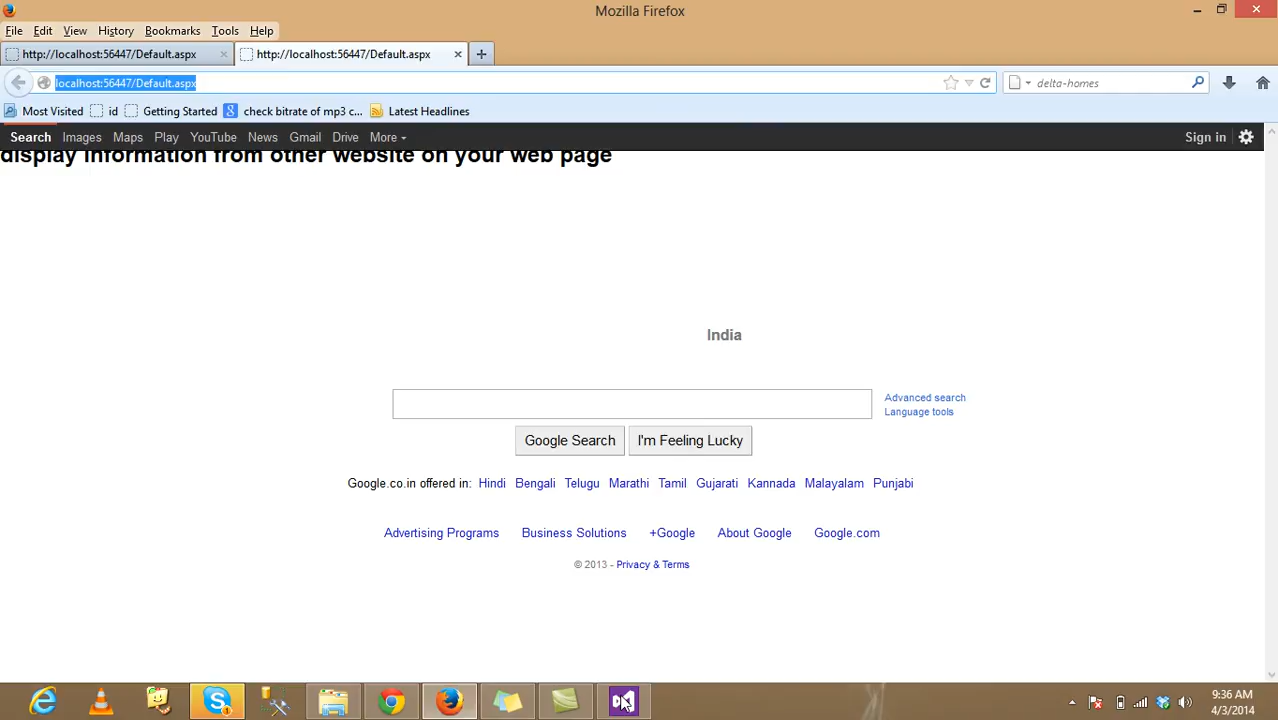 Mozilla Firefox
File Edit View History Bookmarks Tools Help
http://localhost:56447/Default.aspx × http://localhost:56447/Default.aspx × +
localhost:56447/Default.aspx delta-homes
Most Visited id Getting Started 8 check bitrate of mp3 c... Latest Headlines
Search Images Maps Play YouTube News Gmail Drive More Sign in
display information from other website on your web page
India
Advanced search
Language tools
Google Search I'm Feeling Lucky
Google.co.in offered in: Hindi Bengali Telugu Marathi Tamil Gujarati Kannada Malayalam Punjabi
Advertising Programs Business Solutions +Google About Google Google.com
© 2013 - Privacy & Terms
9:36 AM
4/3/2014